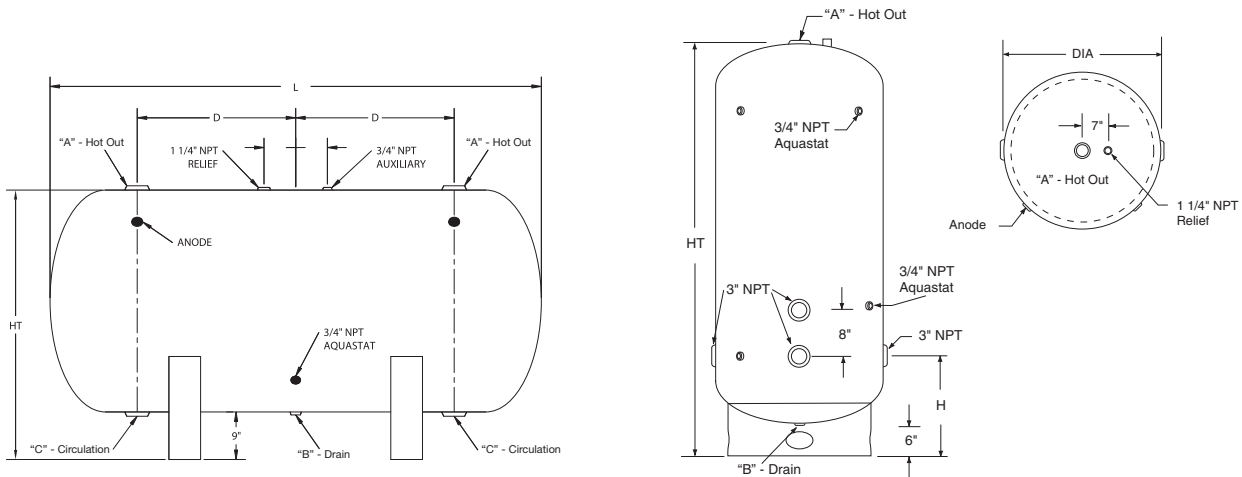 L
D
D
"A" - Hot Out
1 1/4" NPT
RELIEF
3/4" NPT
AUXILIARY
"A" - Hot Out
ANODE
HT
3/4" NPT
AQUASTAT
9"
"C" - Circulation
"B" - Drain
"C" - Circulation
"A" - Hot Out
3/4" NPT
Aquastat
HT
3" NPT
8"
3/4" NPT
Aquastat
3" NPT
H
6"
"B" - Drain
DIA
7"
"A" - Hot Out
Anode
1 1/4" NPT
Relief